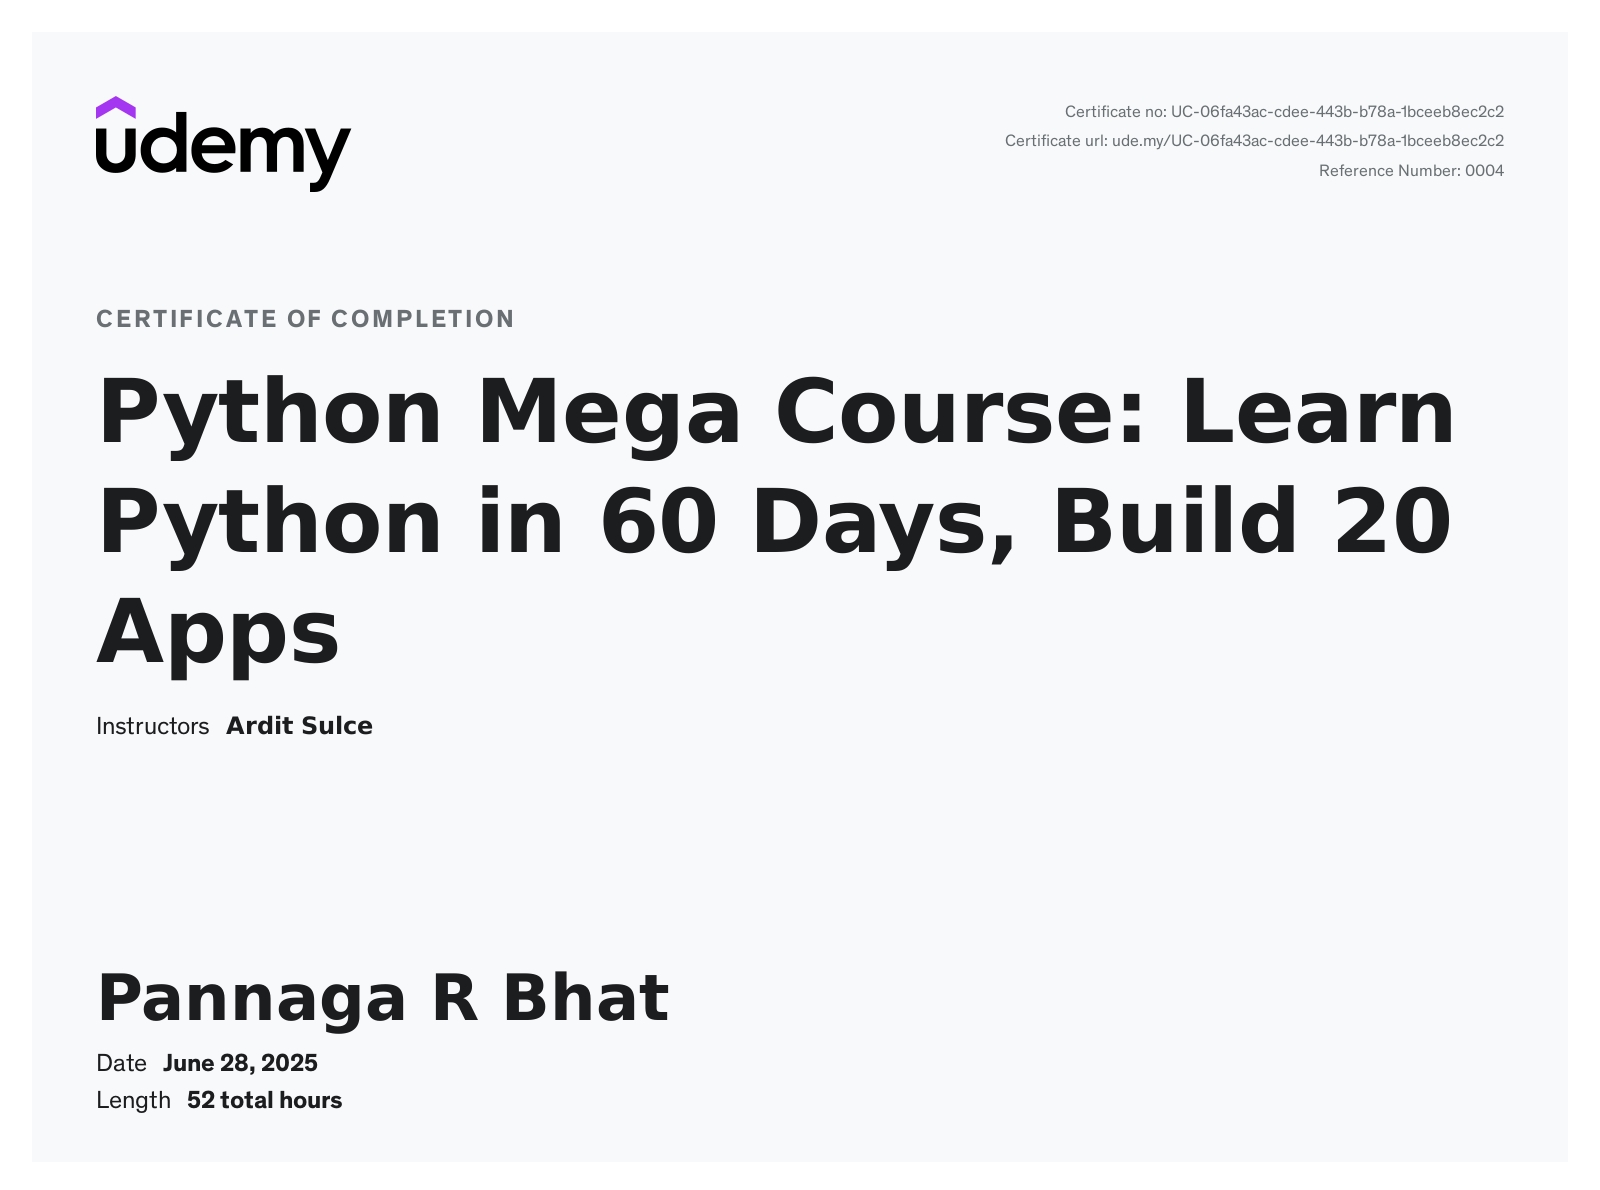 udemy
Certificate no: UC-06fa43ac-cdee-443b-b78a-1bceeb8ec2c2
Certificate url: ude.my/UC-06fa43ac-cdee-443b-b78a-1bceeb8ec2c2
Reference Number: 0004
CERTIFICATE OF COMPLETION
Python Mega Course: Learn
Python in 60 Days, Build 20
Apps
Instructors Ardit Sulce
Pannaga R Bhat
Date June 28, 2025
Length 52 total hours